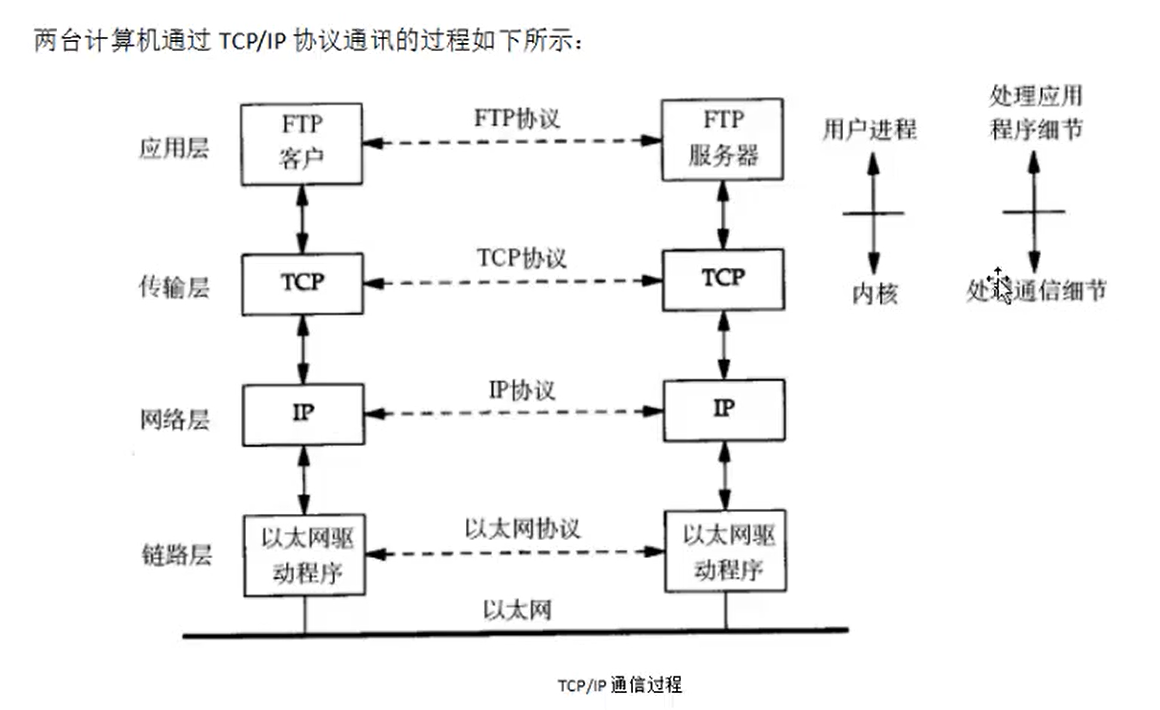 两台计算机通过 TCP/IP 协议通讯的过程如下所示：
应用层
FTP
客户
FTP协议
FTP
服务器
用户进程
处理应用
程序细节
传输层
TCP
TCP协议
TCP
内核
处 通信细节
网络层
IP
IP协议
IP
链路层
以太网驱
动程序
以太网协议
以太网驱
动程序
以太网
TCP/IP 通信过程